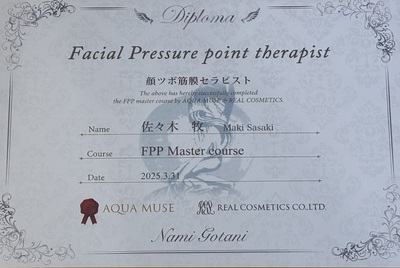 Diploma
Facial Pressure point therapist
顔ツボ筋膜セラピスト
The above has hereby successfully completed
the FPP master course by AQUA MUSE & REAL COSMETICS.
Name 佐々木 牧 Maki Sasaki
Course FPP Master course
Date 2025.3.31
AQUA MUSE REAL COSMETICS CO.,LTD.
Nami Gotani